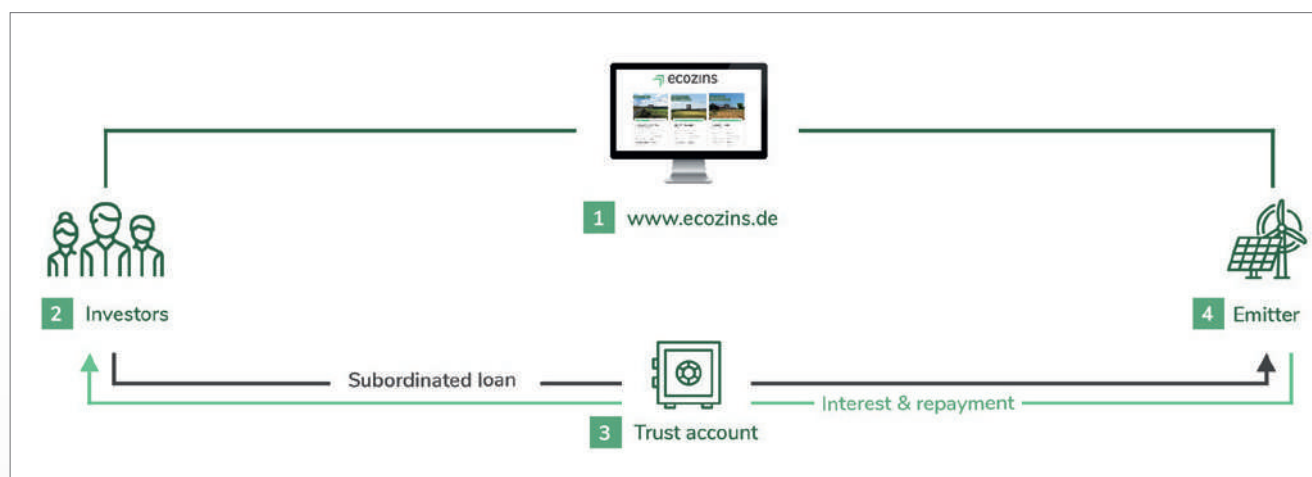 ecozins
1 www.ecozins.de
2 Investors
4 Emitter
Subordinated loan
Interest & repayment
3 Trust account